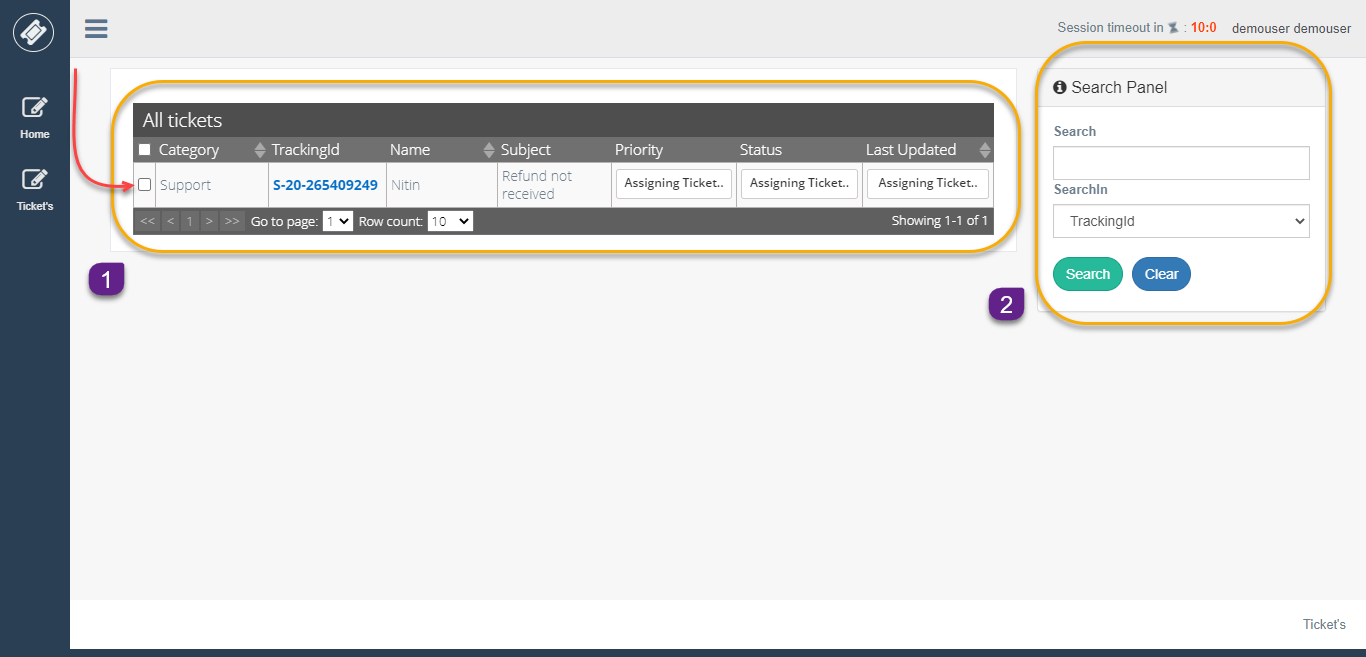 Session timeout in : 10:0 demouser demouser
Home
Ticket's
All tickets
Category TrackingId Name Subject Priority Status Last Updated
Support S-20-265409249 Nitin Refund not received Assigning Ticket.. Assigning Ticket.. Assigning Ticket..
<< < 1 > >> Go to page: 1 Row count: 10 Showing 1-1 of 1
1
Search Panel
Search
SearchIn
TrackingId
Search Clear
2
Ticket's